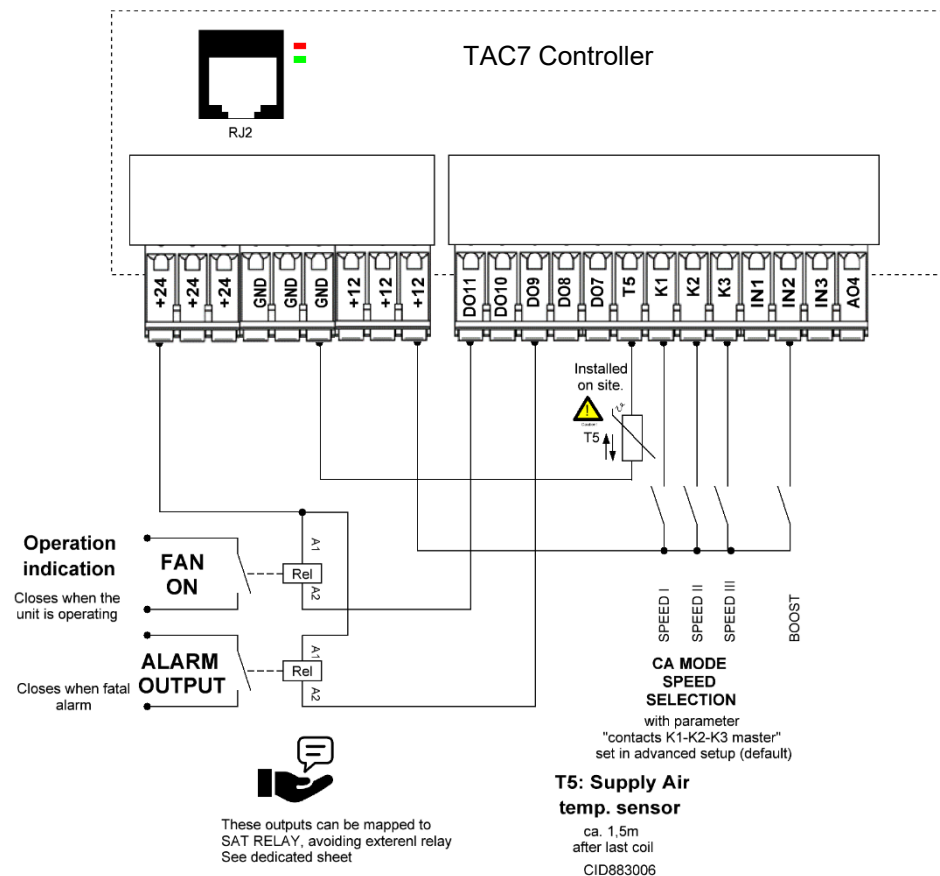 TAC7 Controller
RJ2
+24
+24
+24
GND
GND
GND
+12
+12
+12
DO11
DO10
DO9
DO8
DO7
T5
K1
K2
K3
IN1
IN2
IN3
AO4
Installed
on site.
T5
Operation
indication
Closes when the
unit is operating
FAN
ON
A1
Rel
A2
ALARM
OUTPUT
Closes when fatal
alarm
A1
Rel
A2
SPEED I
SPEED II
SPEED III
BOOST
CA MODE
SPEED
SELECTION
with parameter
"contacts K1-K2-K3 master"
set in advanced setup (default)
T5: Supply Air
temp. sensor
ca. 1,5m
after last coil
CID883006
These outputs can be mapped to
SAT RELAY, avoiding exterenl relay
See dedicated sheet